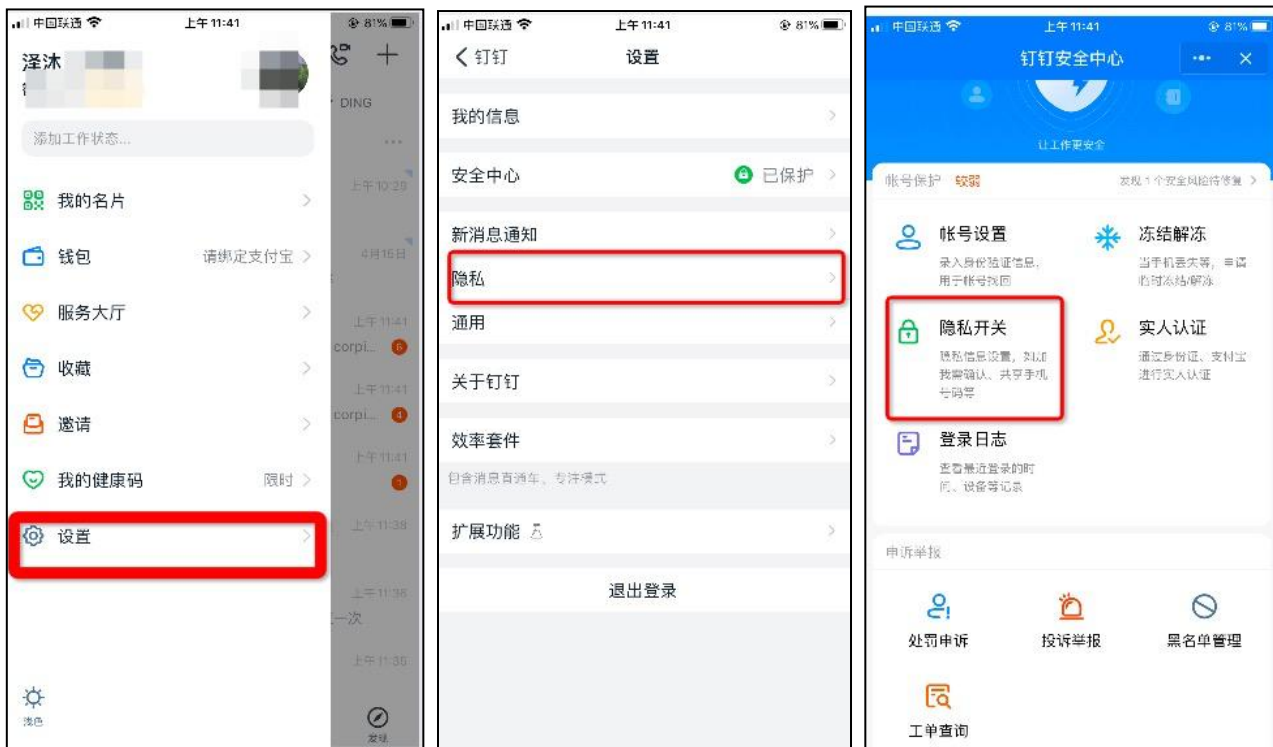 中国联通
上午11:41
81%
泽沐
DING
添加工作状态...
上午10:29
我的名片
钱包
请绑定支付宝
4月16日
服务大厅
上午11:41
corpi...
6
收藏
上午11:41
corpi...
4
邀请
上午11:41
1
我的健康码
限时
设置
上午11:38
上午11:36
一次
上午11:35
浅色
发现
中国联通
上午11:41
81%
钉钉
设置
我的信息
安全中心
已保护
新消息通知
隐私
通用
关于钉钉
效率套件
包含消息直通车、专注模式
扩展功能
退出登录
中国联通
上午11:41
81%
钉钉安全中心
让工作更安全
帐号保护 较弱
发现1个安全风险待修复
帐号设置
录入身份验证信息,
用于帐号找回
冻结解冻
当手机丢失等,申请
临时冻结/解冻
隐私开关
隐私信息设置,如加
我需确认、共享手机
号码等
实人认证
通过身份证、支付宝
进行实人认证
登录日志
查看最近登录的时
间、设备等记录
申诉举报
处罚申诉
投诉举报
黑名单管理
工单查询